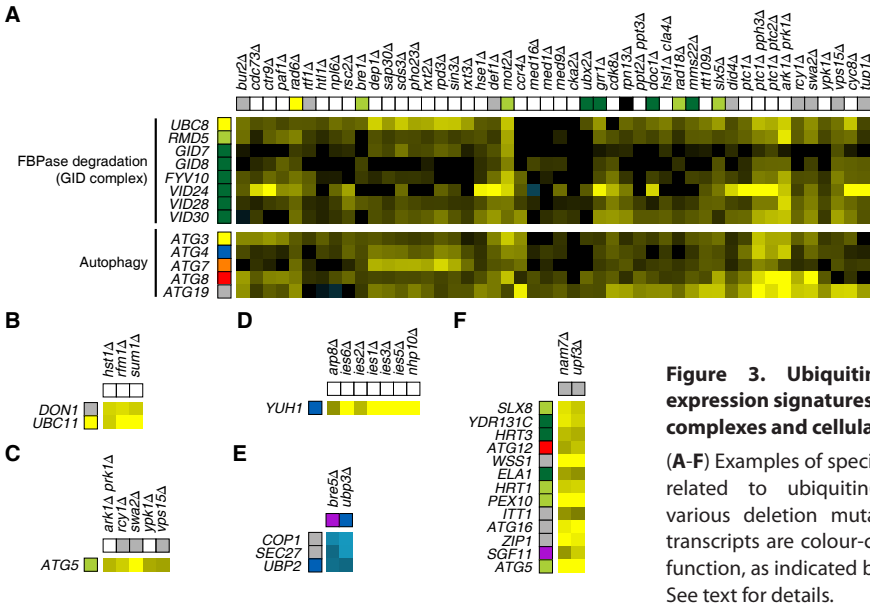 A
bur2Δ
cdc73Δ
ctr9Δ
paf1Δ
rad6Δ
rtf1Δ
htl1Δ
npl6Δ
rsc2Δ
bre1Δ
dep1Δ
sap30Δ
sds3Δ
pho23Δ
rxt2Δ
rpd3Δ
sin3Δ
rxt3Δ
hse1Δ
def1Δ
mot2Δ
ccr4Δ
med16Δ
med1Δ
med9Δ
cka2Δ
ubx2Δ
grr1Δ
cdk8Δ
rpn13Δ
ppt2Δ ppt3Δ
doc1Δ
hsl1Δ cla4Δ
rad18Δ
mms22Δ
rtt109Δ
slx5Δ
did4Δ
ptc1Δ
ptc1Δ pph3Δ
ptc1Δ ptc2Δ
ark1Δ prk1Δ
rcy1Δ
swa2Δ
ypk1Δ
vps15Δ
cyc8Δ
tup1Δ
FBPase degradation
(GID complex)
UBC8
RMD5
GID7
GID8
FYV10
VID24
VID28
VID30
Autophagy
ATG3
ATG4
ATG7
ATG8
ATG19
B
hst1Δ
rfm1Δ
sum1Δ
DON1
UBC11
C
ark1Δ prk1Δ
rcy1Δ
swa2Δ
ypk1Δ
vps15Δ
ATG5
D
arp8Δ
ies6Δ
ies2Δ
ies1Δ
ies3Δ
ies5Δ
nhp10Δ
YUH1
E
bre5Δ
ubp3Δ
COP1
SEC27
UBP2
F
nam7Δ
upf3Δ
SLX8
YDR131C
HRT3
ATG12
WSS1
ELA1
HRT1
PEX10
ITT1
ATG16
ZIP1
SGF11
ATG5
Figure 3. Ubiquitin
expression signatures
complexes and cellula
(A-F) Examples of speci
related to ubiquitin
various deletion muta
transcripts are colour-c
function, as indicated b
See text for details.